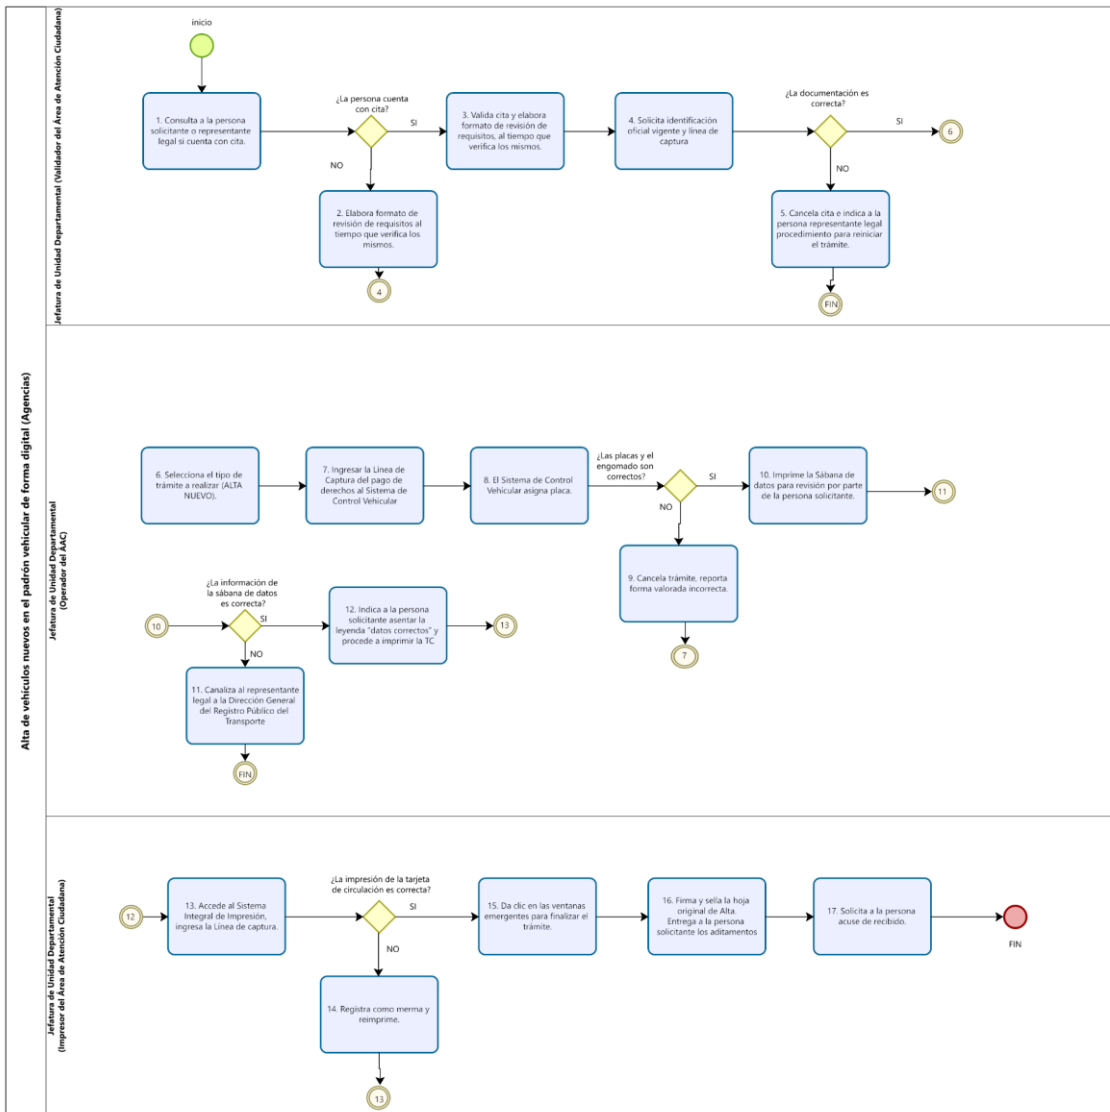 Alta de vehículos nuevos en el padrón vehicular de forma digital (Agencias)
Jefatura de Unidad Departamental (Validador del Área de Atención Ciudadana)
inicio
1. Consulta a la persona
solicitante o representante
legal si cuenta con cita.
¿La persona cuenta
con cita?
SI
NO
2. Elabora formato de
revisión de requisitos al
tiempo que verifica los
mismos.
4
3. Valida cita y elabora
formato de revisión de
requisitos, al tiempo que
verifica los mismos.
4. Solicita identificación
oficial vigente y línea de
captura
¿La documentación es
correcta?
SI
6
NO
5. Cancela cita e indica a la
persona representante legal
procedimiento para reiniciar
el trámite.
FIN
Jefatura de Unidad Departamental
(Operador del ÁAC)
6. Selecciona el tipo de
trámite a realizar (ALTA
NUEVO).
7. Ingresar la Línea de
Captura del pago de
derechos al Sistema de
Control Vehicular
8. El Sistema de Control
Vehicular asigna placa.
¿Las placas y el
engomado son
correctos?
SI
NO
9. Cancela trámite, reporta
forma valorada incorrecta.
7
10. Imprime la Sábana de
datos para revisión por parte
de la persona solicitante.
11
10
¿La información de
la sábana de datos
es correcta?
SI
NO
11. Canaliza al representante
legal a la Dirección General
del Registro Público del
Transporte
FIN
12. Indica a la persona
solicitante asentar la
leyenda "datos correctos" y
procede a imprimir la TC
13
Jefatura de Unidad Departamental
(Impresor del Área de Atención Ciudadana)
12
13. Accede al Sistema
Integral de Impresión,
ingresa la Línea de captura.
¿La impresión de la tarjeta
de circulación es correcta?
SI
NO
14. Registra como merma y
reimprime.
13
15. Da clic en las ventanas
emergentes para finalizar el
trámite.
16. Firma y sella la hoja
original de Alta.
Entrega a la persona
solicitante los aditamentos
17. Solicita a la persona
acuse de recibido.
FIN